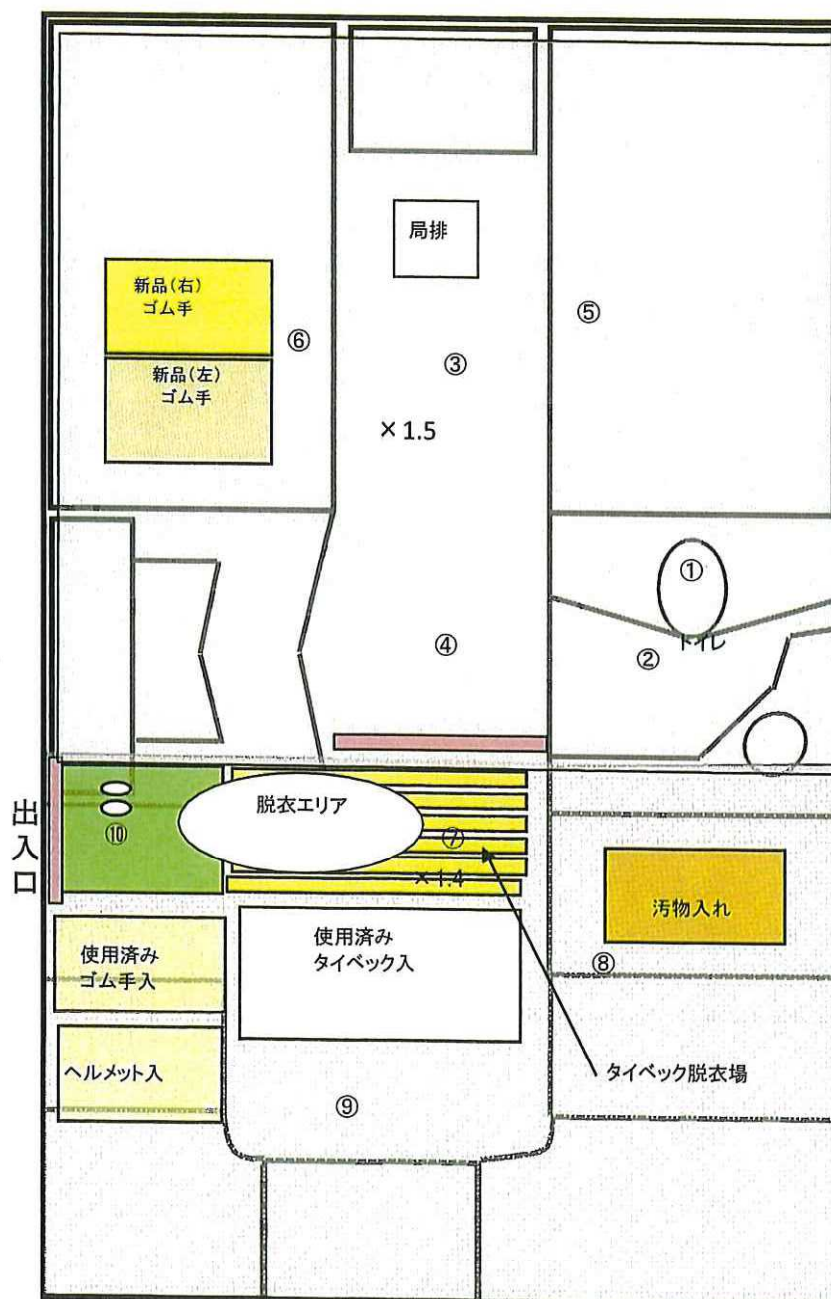 局排
新品(右)
ゴム手
⑥
⑤
新品(左)
ゴム手
③
×1.5
①
④
②
トイレ
出入口
脱衣エリア
⑩
⑦
×1.4
汚物入れ
使用済み
ゴム手入
使用済み
タイベック入
⑧
ヘルメット入
タイベック脱衣場
⑨